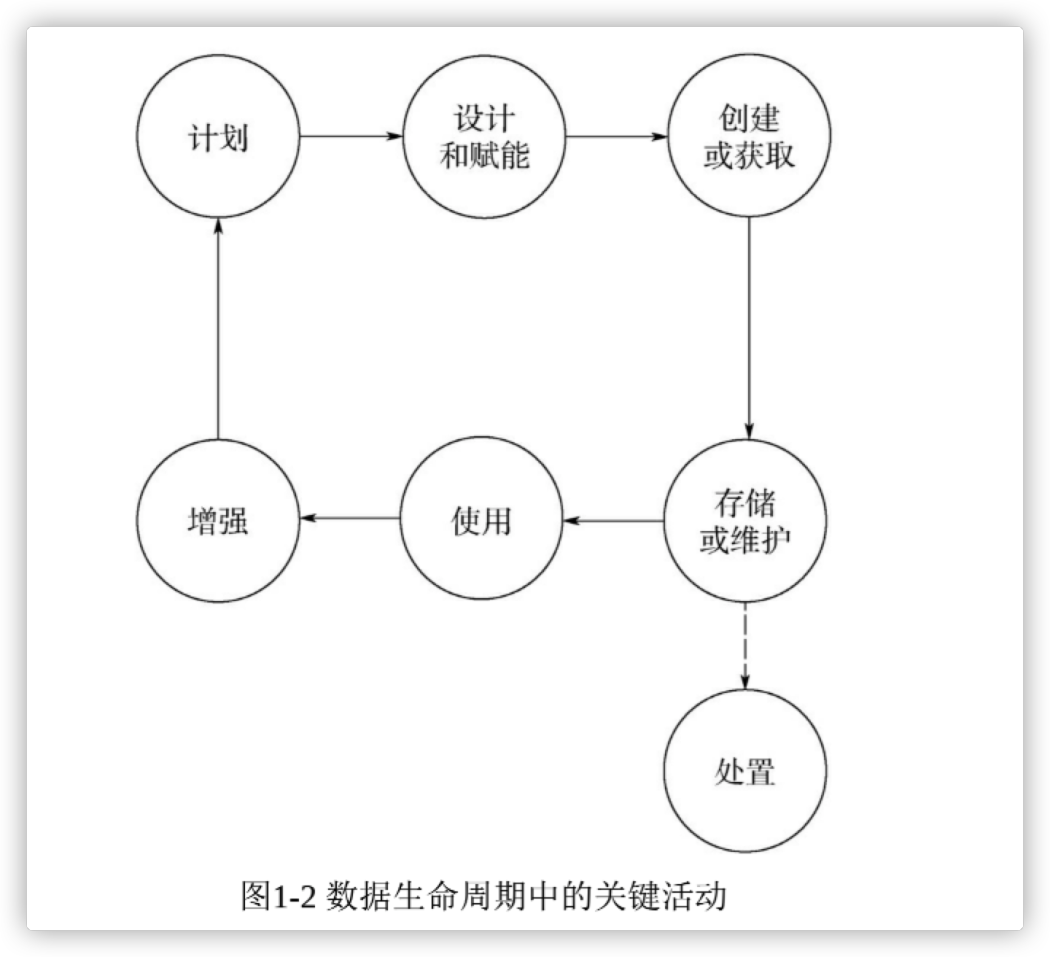 计划
设计
和赋能
创建
或获取
增强
使用
存储
或维护
处置
图1-2 数据生命周期中的关键活动